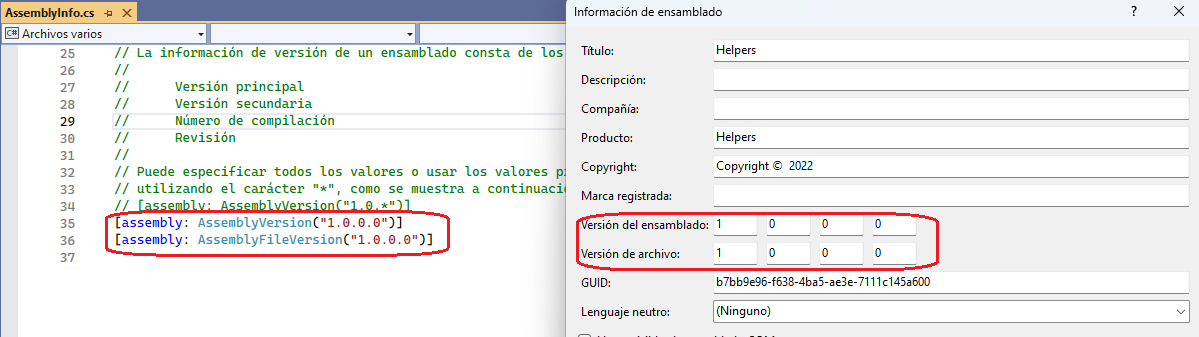 AssemblyInfo.cs
C# Archivos varios
25 // La información de versión de un ensamblado consta de los
26 //
27 // Versión principal
28 // Versión secundaria
29 // Número de compilación
30 // Revisión
31 //
32 // Puede especificar todos los valores o usar los valores
33 // utilizando el carácter "*", como se muestra a
34 // [assembly: AssemblyVersion("1.0.*")]
35 [assembly: AssemblyVersion("1.0.0.0")]
36 [assembly: AssemblyFileVersion("1.0.0.0")]
37
Información de ensamblado ?
Título: Helpers
Descripción:
Compañía:
Producto: Helpers
Copyright: Copyright © 2022
Marca registrada:
Versión del ensamblado: 1 0 0 0
Versión de archivo: 1 0 0 0
GUID: b7bb9e96-f638-4ba5-ae3e-7111c145a600
Lenguaje neutro: (Ninguno)